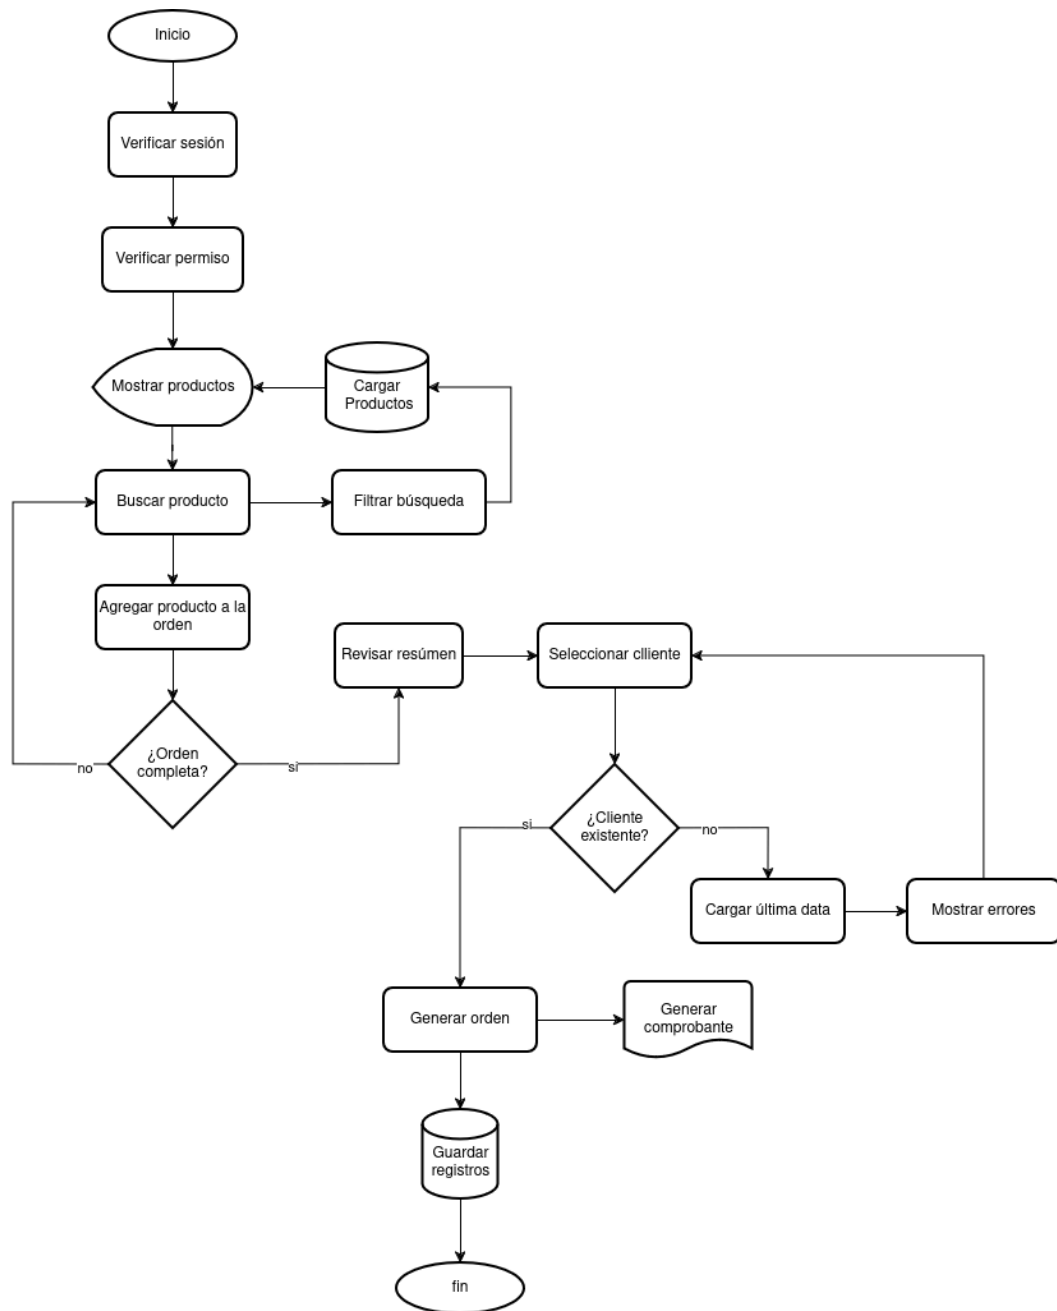 Inicio
Verificar sesión
Verificar permiso
Mostrar productos
Cargar
Productos
Buscar producto
Filtrar búsqueda
Agregar producto a la
orden
Revisar resúmen
Seleccionar clliente
¿Orden
completa?
no
si
¿Cliente
existente?
si
no
Cargar última data
Mostrar errores
Generar orden
Generar
comprobante
Guardar
registros
fin